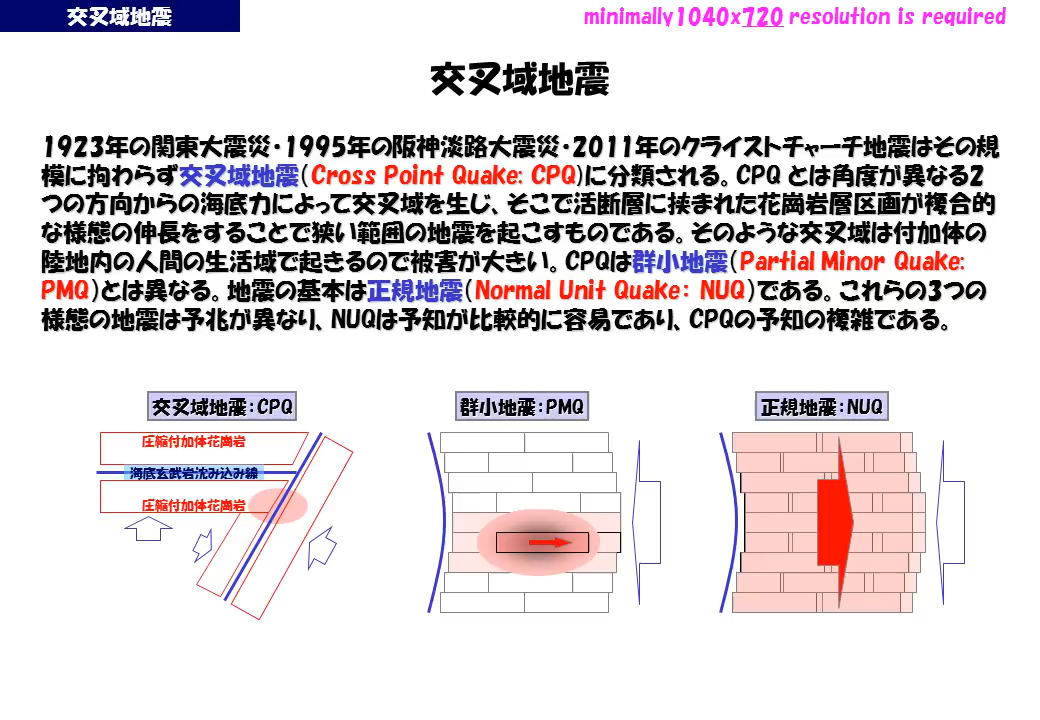 交叉域地震
minimally1040x720 resolution is required
交叉域地震
1923年の関東大震災・1995年の阪神淡路大震災・2011年のクライストチャーチ地震はその規
模に拘わらず交叉域地震（Cross Point Quake: CPQ)に分類される。CPQ とは角度が異なる2
つの方向からの海底力によって交叉域を生じ、そこで活断層に挟まれた花崗岩層区画が複合的
な様態の伸長をすることで狭い範囲の地震を起こすものである。そのような交叉域は付加体の
陸地内の人間の生活域で起きるので被害が大きい。CPQは群小地震（Partial Minor Quake:
PMQ）とは異なる。地震の基本は正規地震（Normal Unit Quake： NUQ）である。これらの3つの
様態の地震は予兆が異なり、NUQは予知が比較的に容易であり、CPQの予知の複雑である。
交叉域地震：CPQ
群小地震：PMQ
正規地震：NUQ
圧縮付加体花崗岩
海底玄武岩沈み込み線
圧縮付加体花崗岩